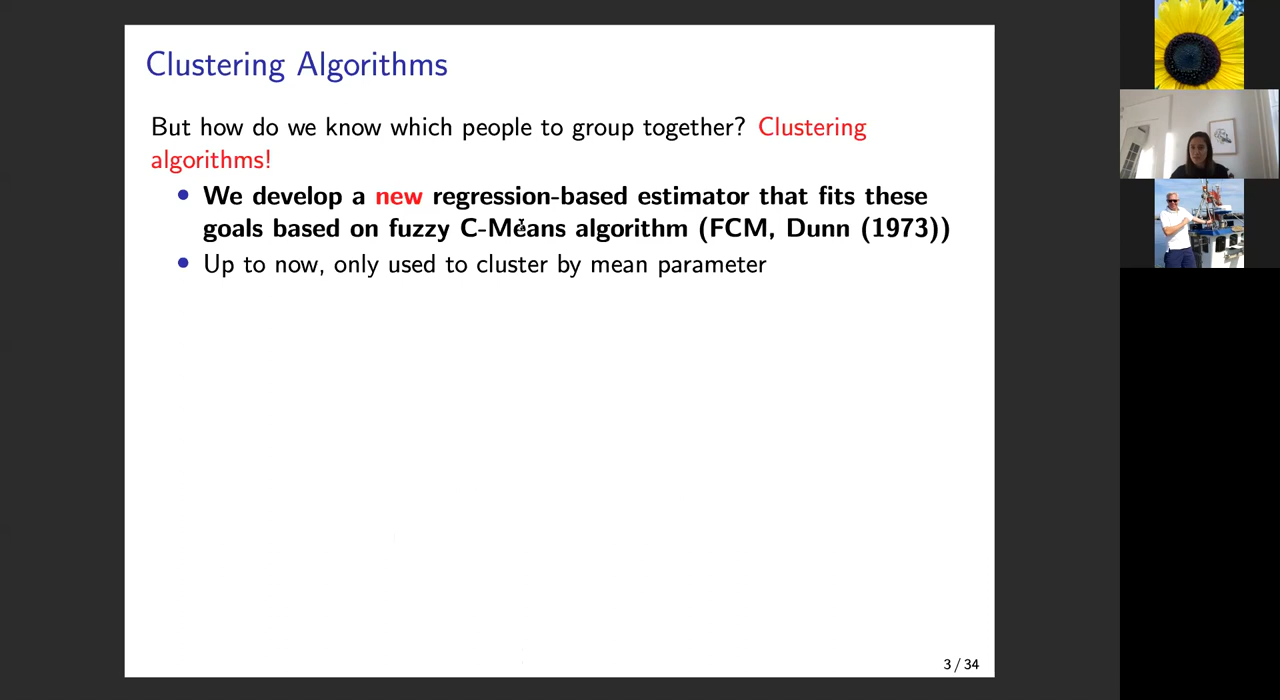 Clustering Algorithms
But how do we know which people to group together? Clustering
algorithms!
• We develop a new regression-based estimator that fits these
goals based on fuzzy C-Means algorithm (FCM, Dunn (1973))
• Up to now, only used to cluster by mean parameter
3 / 34